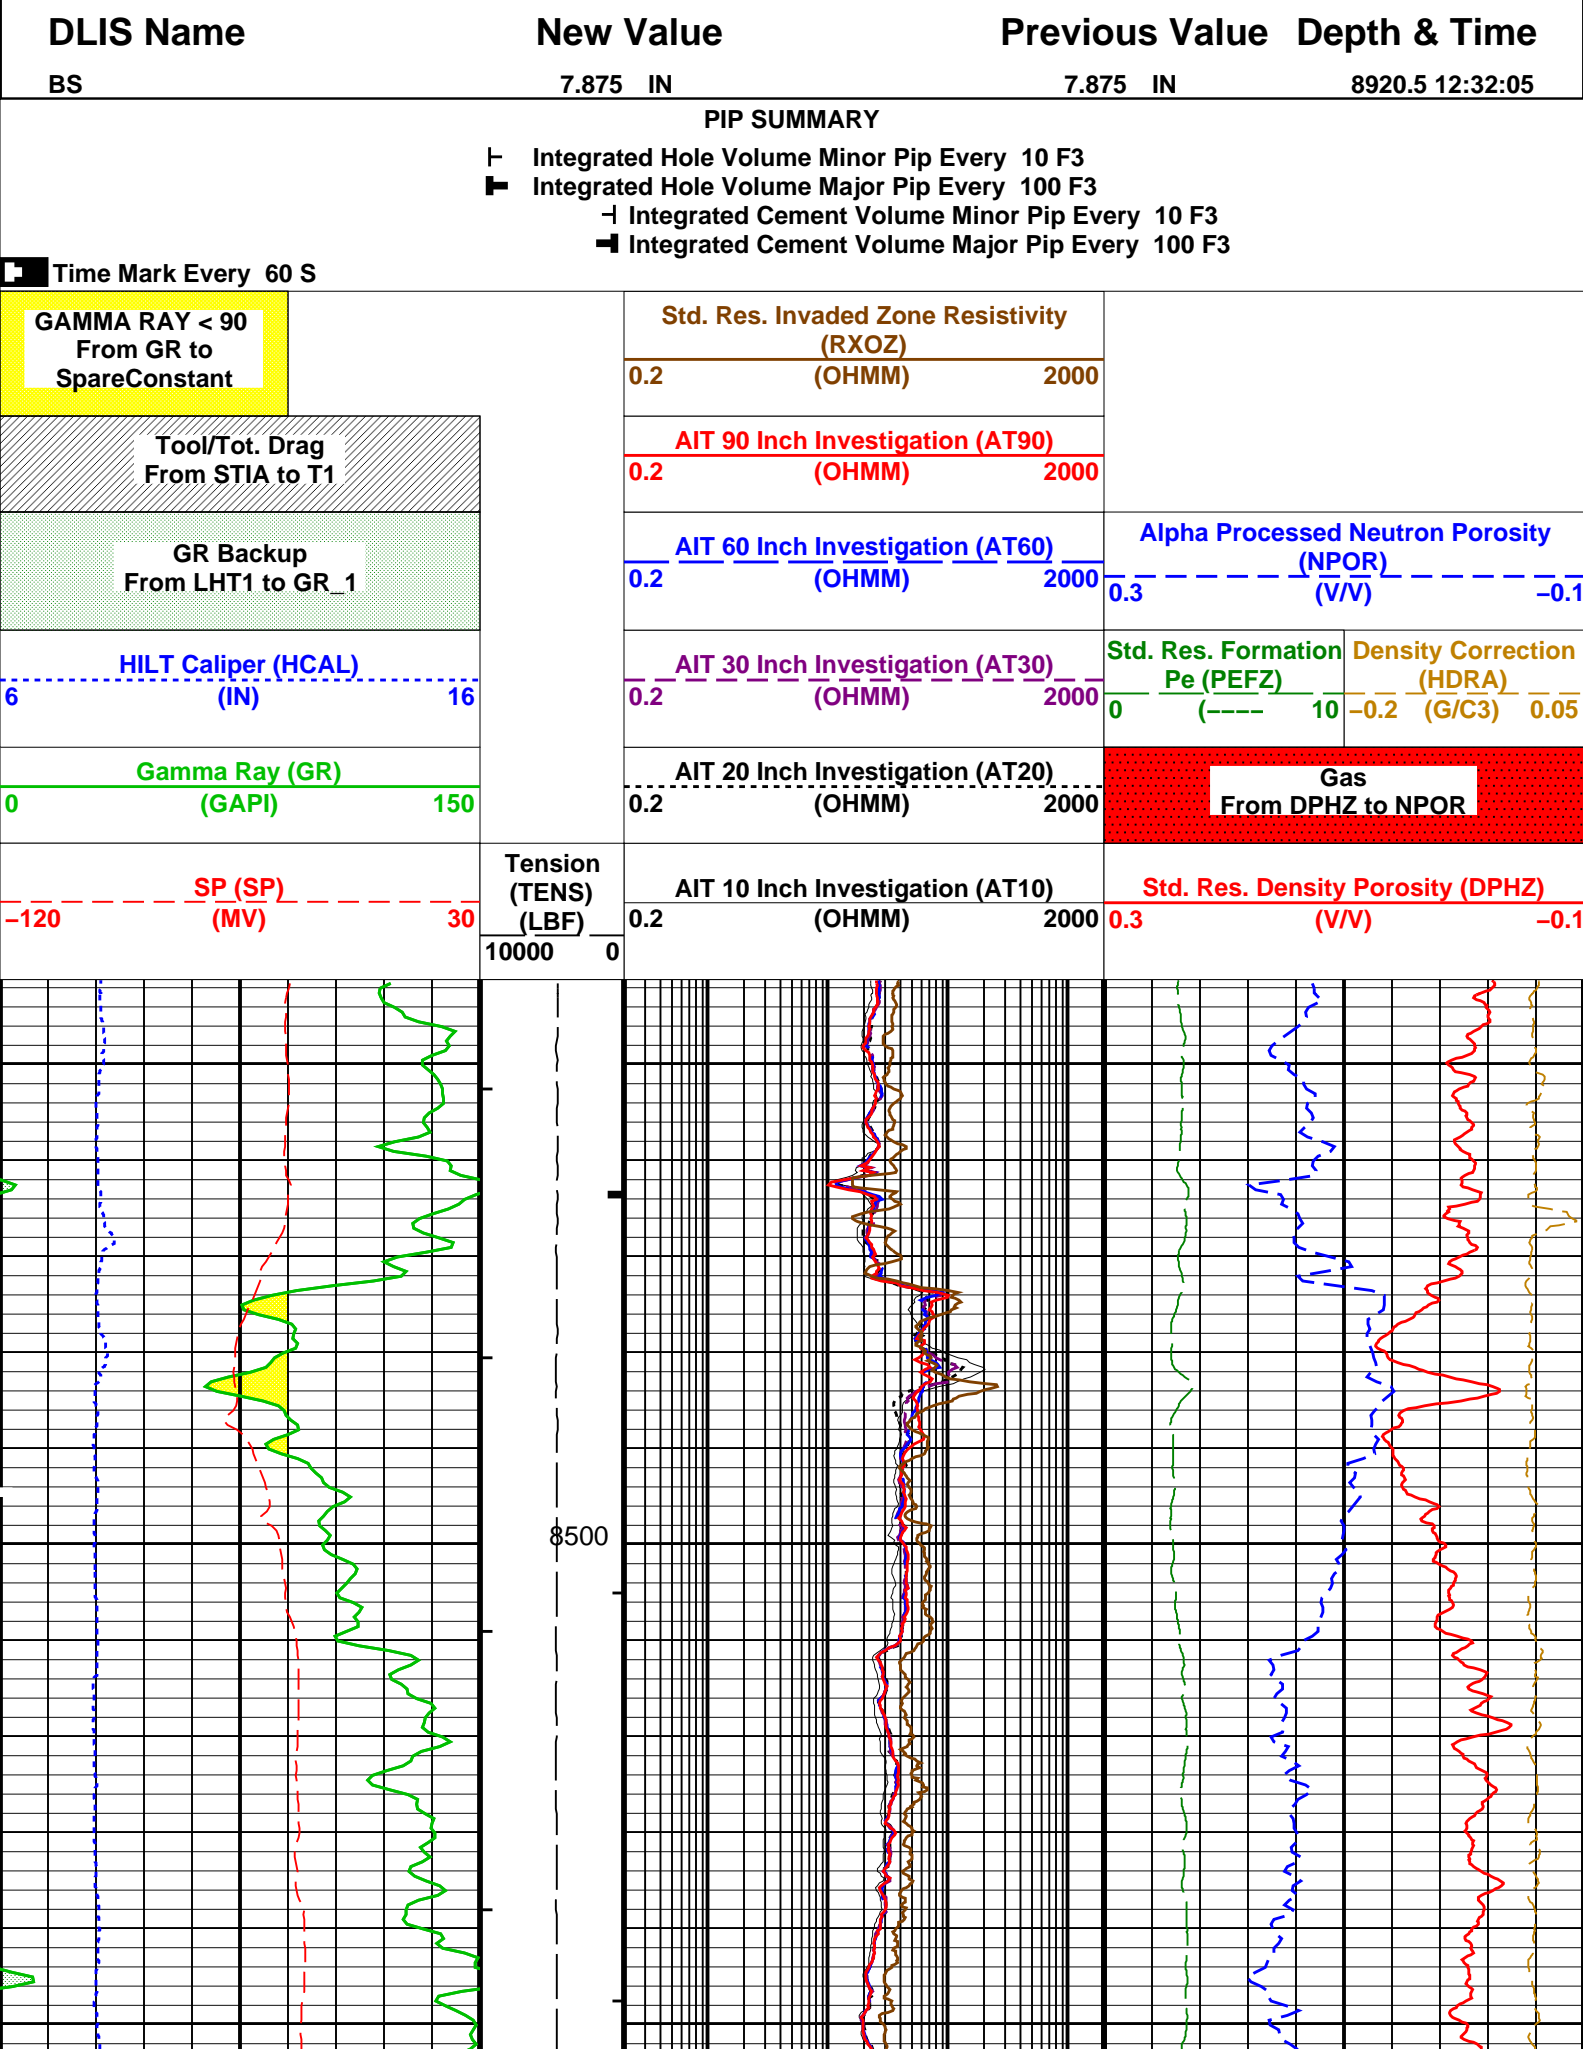 DLIS Name New Value Previous Value Depth & Time
BS 7.875 IN 7.875 IN 8920.5 12:32:05
PIP SUMMARY
Integrated Hole Volume Minor Pip Every 10 F3
Integrated Hole Volume Major Pip Every 100 F3
Integrated Cement Volume Minor Pip Every 10 F3
Integrated Cement Volume Major Pip Every 100 F3
Time Mark Every 60 S
GAMMA RAY < 90
From GR to
SpareConstant
Tool/Tot. Drag
From STIA to T1
GR Backup
From LHT1 to GR_1
HILT Caliper (HCAL)
6 (IN) 16
Gamma Ray (GR)
0 (GAPI) 150
SP (SP)
−120 (MV) 30
Tension
(TENS)
(LBF)
10000 0
Std. Res. Invaded Zone Resistivity
(RXOZ)
0.2 (OHMM) 2000
AIT 90 Inch Investigation (AT90)
0.2 (OHMM) 2000
AIT 60 Inch Investigation (AT60)
0.2 (OHMM) 2000
AIT 30 Inch Investigation (AT30)
0.2 (OHMM) 2000
AIT 20 Inch Investigation (AT20)
0.2 (OHMM) 2000
AIT 10 Inch Investigation (AT10)
0.2 (OHMM) 2000
Alpha Processed Neutron Porosity
(NPOR)
0.3 (V/V) −0.1
Std. Res. Formation
Pe (PEFZ)
0 (−−−− 10
Density Correction
(HDRA)
−0.2 (G/C3) 0.05
Gas
From DPHZ to NPOR
Std. Res. Density Porosity (DPHZ)
0.3 (V/V) −0.1
8500